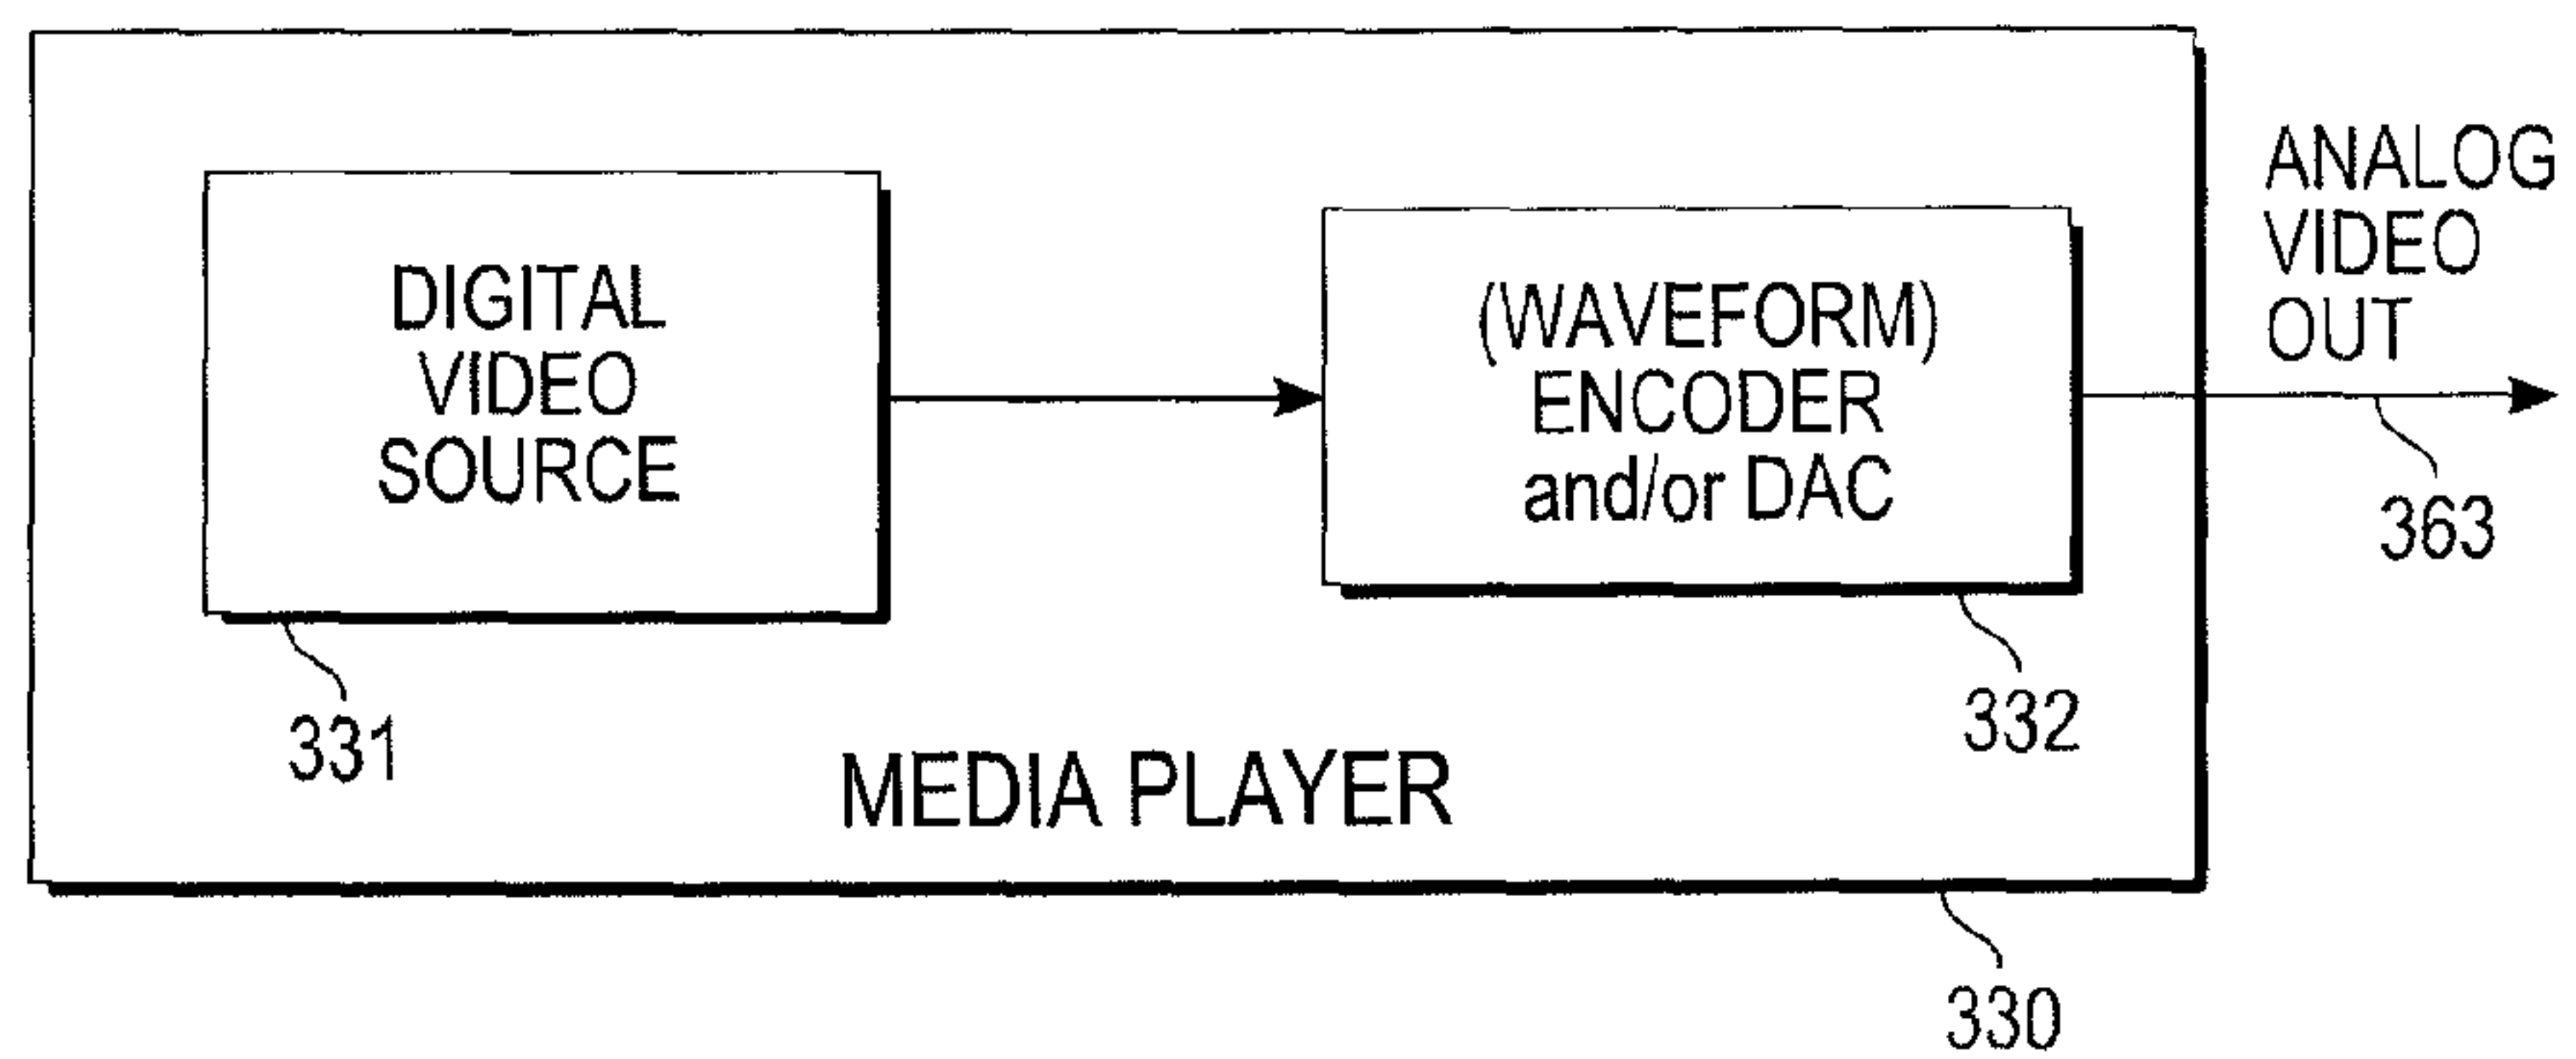 DIGITAL
VIDEO
SOURCE
331
(WAVEFORM)
ENCODER
and/or DAC
332
ANALOG
VIDEO
OUT
363
MEDIA PLAYER
330